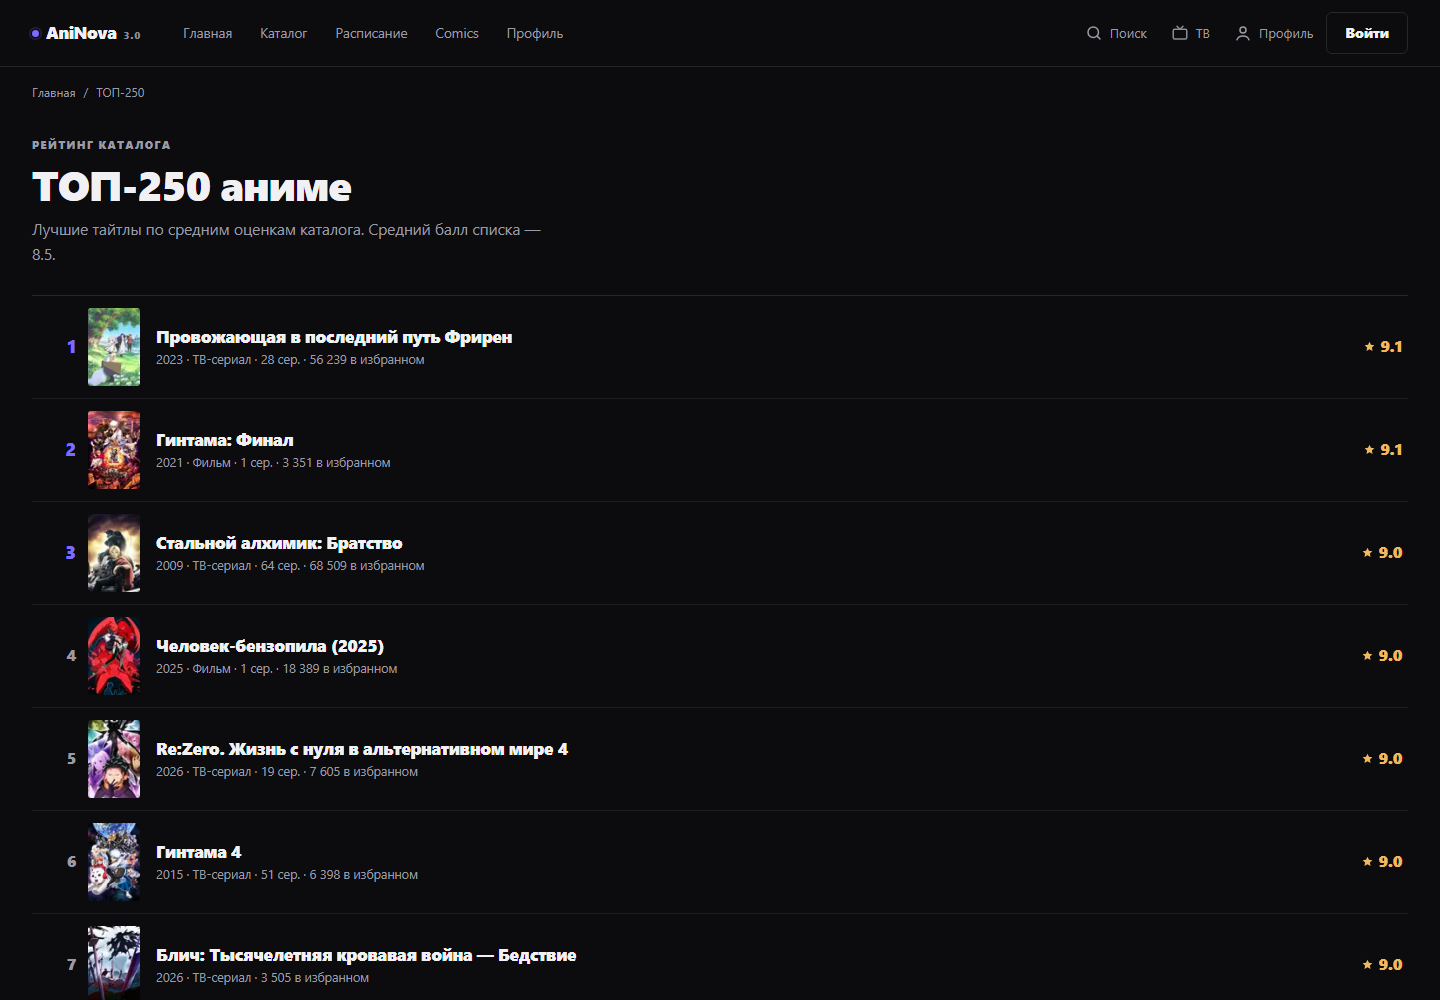 AniNova 3.0
Главная
Каталог
Расписание
Comics
Профиль
Поиск
ТВ
Профиль
Войти
Главная / ТОП-250
РЕЙТИНГ КАТАЛОГА
ТОП-250 аниме
Лучшие тайтлы по средним оценкам каталога. Средний балл списка —
8.5.
1
Провожающая в последний путь Фрирен
2023 · ТВ-сериал · 28 сер. · 56 239 в избранном
★ 9.1
2
Гинтама: Финал
2021 · Фильм · 1 сер. · 3 351 в избранном
★ 9.1
3
Стальной алхимик: Братство
2009 · ТВ-сериал · 64 сер. · 68 509 в избранном
★ 9.0
4
Человек-бензопила (2025)
2025 · Фильм · 1 сер. · 18 389 в избранном
★ 9.0
5
Re:Zero. Жизнь с нуля в альтернативном мире 4
2026 · ТВ-сериал · 19 сер. · 7 605 в избранном
★ 9.0
6
Гинтама 4
2015 · ТВ-сериал · 51 сер. · 6 398 в избранном
★ 9.0
7
Блич: Тысячелетняя кровавая война — Бедствие
2026 · ТВ-сериал · 3 505 в избранном
★ 9.0